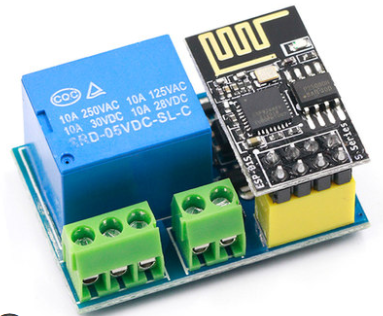 CQC
10A 250VAC 10A 125VAC
10A 30VDC 10A 28VDC
SRD-05VDC-SL-C
ESP-01S